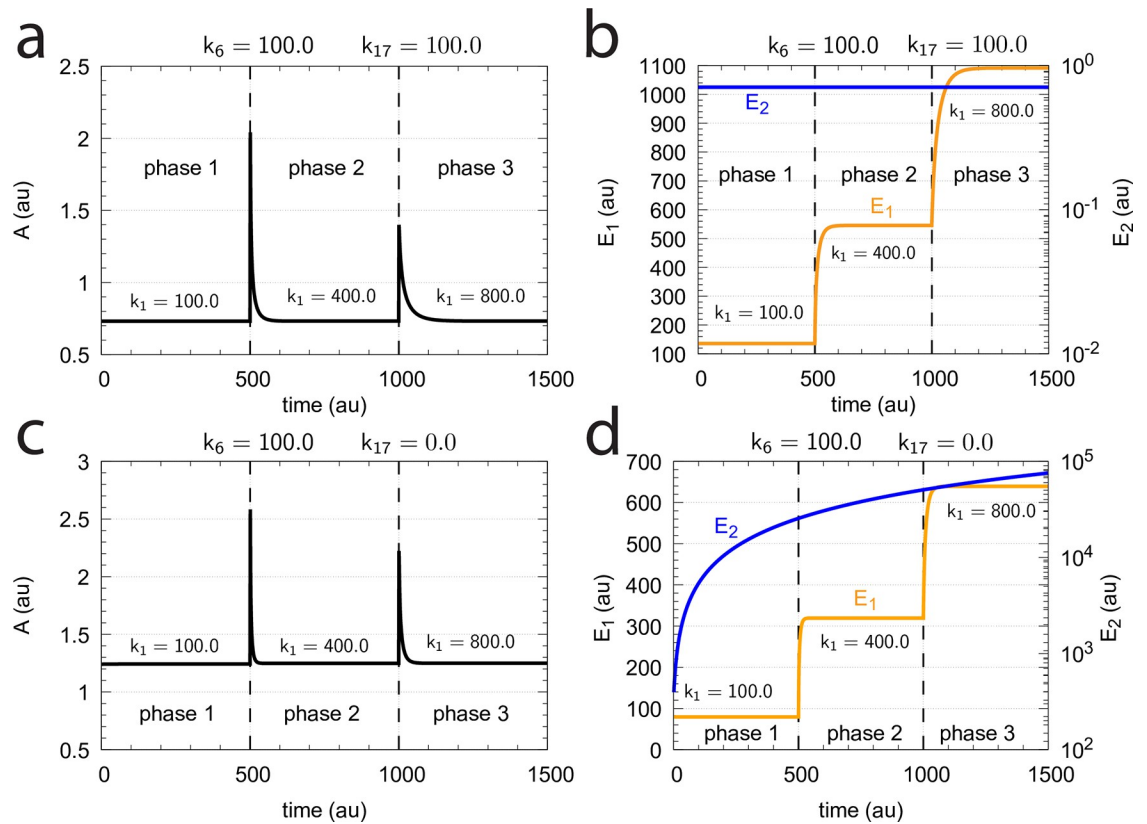 a
k6 = 100.0 k17 = 100.0
2.5
2
1.5
1
0.5
A (au)
phase 1 phase 2 phase 3
k1 = 100.0 k1 = 400.0 k1 = 800.0
0 500 1000 1500
time (au)
b
k6 = 100.0 k17 = 100.0
1100
1000
900
800
700
600
500
400
300
200
100
E1 (au)
10^0
10^-1
10^-2
E2 (au)
E2
k1 = 800.0
phase 1 phase 2 phase 3
E1
k1 = 400.0
k1 = 100.0
0 500 1000 1500
time (au)
c
k6 = 100.0 k17 = 0.0
3
2.5
2
1.5
1
0.5
A (au)
k1 = 100.0 k1 = 400.0 k1 = 800.0
phase 1 phase 2 phase 3
0 500 1000 1500
time (au)
d
k6 = 100.0 k17 = 0.0
700
600
500
400
300
200
100
0
E1 (au)
10^5
10^4
10^3
10^2
E2 (au)
k1 = 800.0
E2
E1
k1 = 400.0
k1 = 100.0
phase 1 phase 2 phase 3
0 500 1000 1500
time (au)